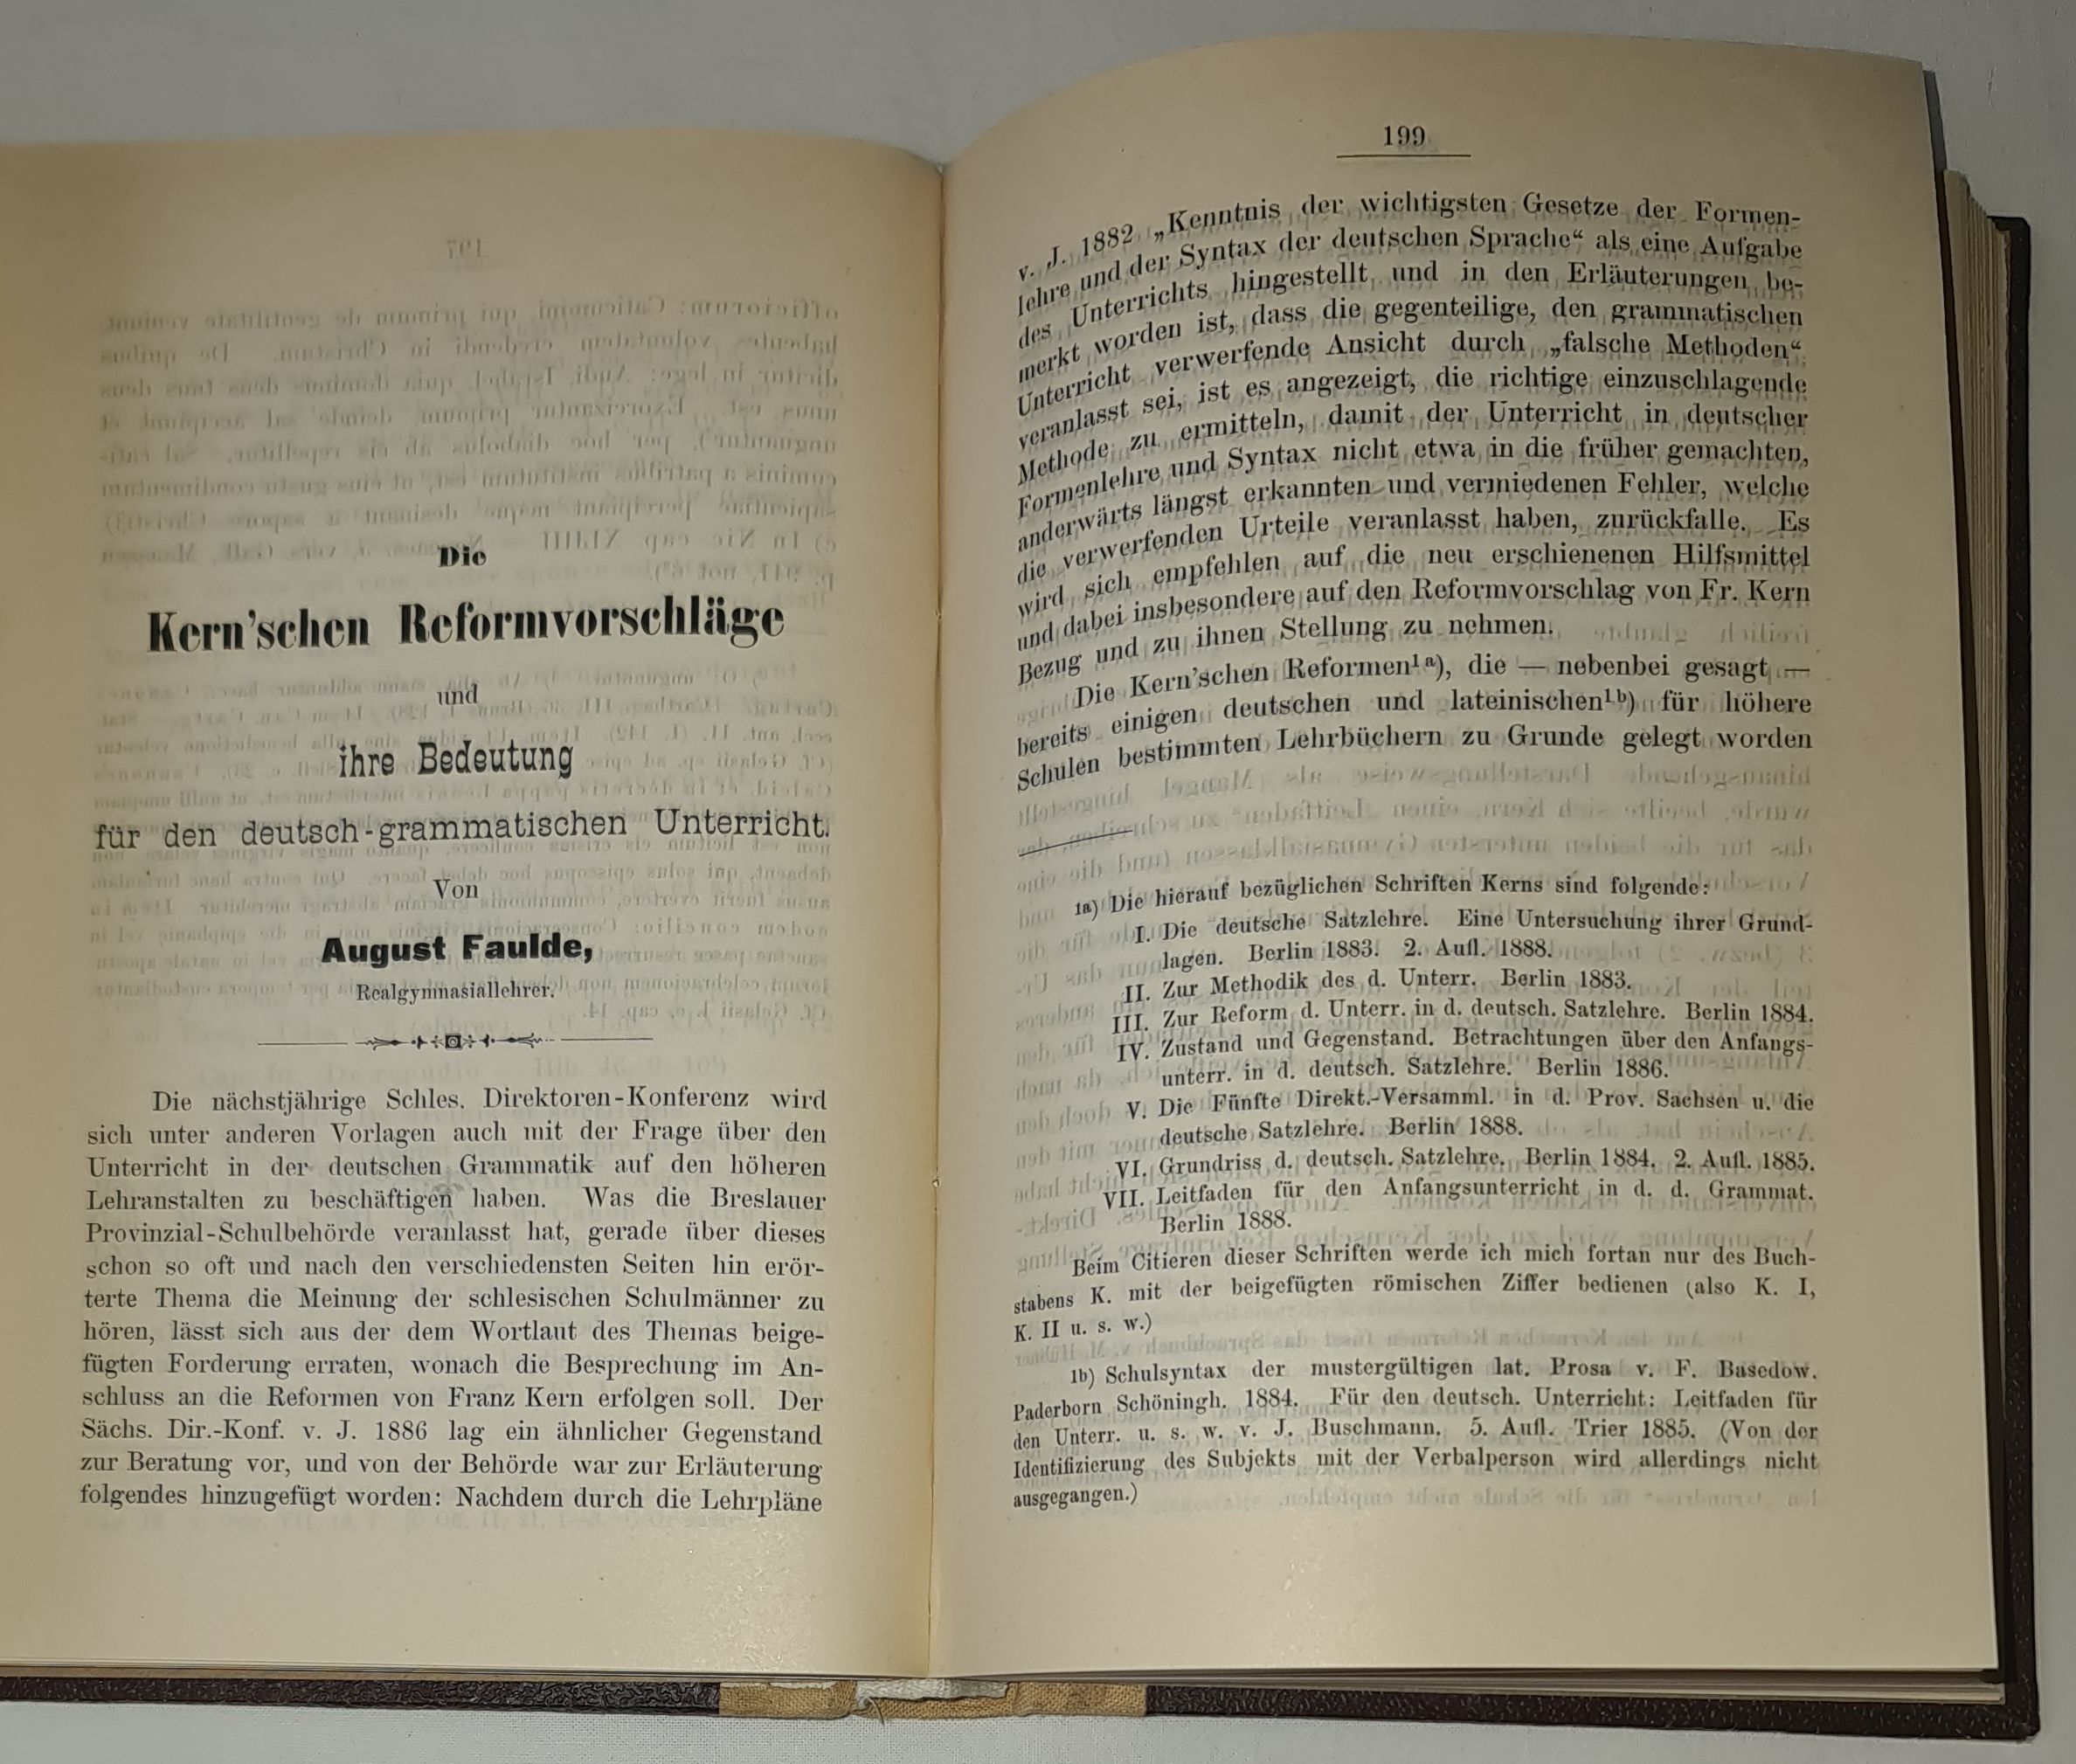 Die
Kern'schen Reformvorschläge
und
ihre Bedeutung
für den deutsch-grammatischen Unterricht.
Von
August Faulde,
Realgymnasiallehrer.
Die nächstjährige Schles. Direktoren-Konferenz wird
sich unter anderen Vorlagen auch mit der Frage über den
Unterricht in der deutschen Grammatik auf den höheren
Lehranstalten zu beschäftigen haben. Was die Breslauer
Provinzial-Schulbehörde veranlasst hat, gerade über dieses
schon so oft und nach den verschiedensten Seiten hin erör-
terte Thema die Meinung der schlesischen Schulmänner zu
hören, lässt sich aus der dem Wortlaut des Themas beige-
fügten Forderung erraten, wonach die Besprechung im An-
schluss an die Reformen von Franz Kern erfolgen soll. Der
Sächs. Dir.-Konf. v. J. 1886 lag ein ähnlicher Gegenstand
zur Beratung vor, und von der Behörde war zur Erläuterung
folgendes hinzugefügt worden: Nachdem durch die Lehrpläne
199
v. J. 1882 „Kenntnis der wichtigsten Gesetze der Formen-
lehre und der Syntax der deutschen Sprache“ als eine Aufgabe
des Unterrichts hingestellt und in den Erläuterungen be-
merkt worden ist, dass die gegenteilige, den grammatischen
Unterricht verwerfende Ansicht durch „falsche Methoden“
veranlasst sei, ist es angezeigt, die richtige einzuschlagende
Methode zu ermitteln, damit der Unterricht in deutscher
Formenlehre und Syntax nicht etwa in die früher gemachten,
anderwärts längst erkannten und vermiedenen Fehler, welche
die verwerfenden Urteile veranlasst haben, zurückfalle. Es
wird sich empfehlen auf die neu erschienenen Hilfsmittel
und dabei insbesondere auf den Reformvorschlag von Fr. Kern
Bezug und zu ihnen Stellung zu nehmen.
Die Kern'schen Reformen¹ᵃ), die — nebenbei gesagt —
bereits einigen deutschen und lateinischen¹ᵇ) für höhere
Schulen bestimmten Lehrbüchern zu Grunde gelegt worden
1a) Die hierauf bezüglichen Schriften Kerns sind folgende:
I. Die deutsche Satzlehre. Eine Untersuchung ihrer Grund-
lagen. Berlin 1883. 2. Aufl. 1888.
II. Zur Methodik des d. Unterr. Berlin 1883.
III. Zur Reform d. Unterr. in d. deutsch. Satzlehre. Berlin 1884.
IV. Zustand und Gegenstand. Betrachtungen über den Anfangs-
unterr. in d. deutsch. Satzlehre. Berlin 1886.
V. Die Fünfte Direkt.-Versamml. in d. Prov. Sachsen u. die
deutsche Satzlehre. Berlin 1888.
VI. Grundriss d. deutsch. Satzlehre. Berlin 1884. 2. Aufl. 1885.
VII. Leitfaden für den Anfangsunterricht in d. d. Grammat.
Berlin 1888.
Beim Citieren dieser Schriften werde ich mich fortan nur des Buch-
stabens K. mit der beigefügten römischen Ziffer bedienen (also K. I,
K. II u. s. w.)
1b) Schulsyntax der mustergültigen lat. Prosa v. F. Basedow.
Paderborn Schöningh. 1884. Für den deutsch. Unterricht: Leitfaden für
den Unterr. u. s. w. v. J. Buschmann. 5. Aufl. Trier 1885. (Von der
Identifizierung des Subjekts mit der Verbalperson wird allerdings nicht
ausgegangen.)